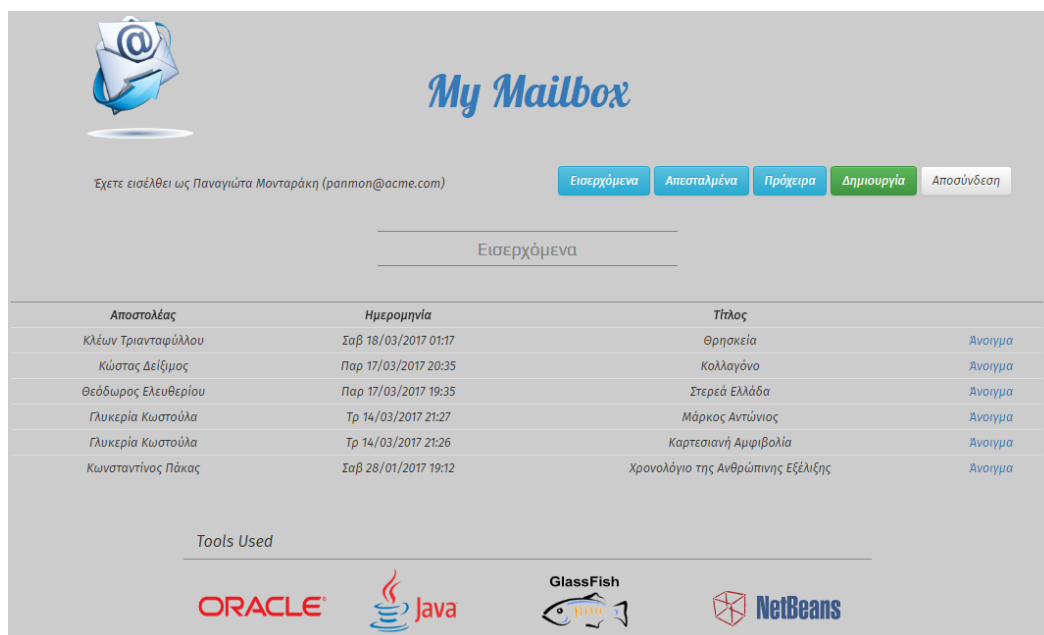 My Mailbox
Έχετε εισέλθει ως Παναγιώτα Μονταράκη (panmon@acme.com)
Εισερχόμενα Απεσταλμένα Πρόχειρα Δημιουργία Αποσύνδεση
Εισερχόμενα
Αποστολέας Ημερομηνία Τίτλος
Κλέων Τριανταφύλλου Σαβ 18/03/2017 01:17 Θρησκεία Άνοιγμα
Κώστας Δείξιμος Παρ 17/03/2017 20:35 Κολλαγόνο Άνοιγμα
Θεόδωρος Ελευθερίου Παρ 17/03/2017 19:35 Στερεά Ελλάδα Άνοιγμα
Γλυκερία Κωστούλα Τρ 14/03/2017 21:27 Μάρκος Αντώνιος Άνοιγμα
Γλυκερία Κωστούλα Τρ 14/03/2017 21:26 Καρτεσιανή Αμφιβολία Άνοιγμα
Κωνσταντίνος Πάκας Σαβ 28/01/2017 19:12 Χρονολόγιο της Ανθρώπινης Εξέλιξης Άνοιγμα
Tools Used
ORACLE Java GlassFish NetBeans